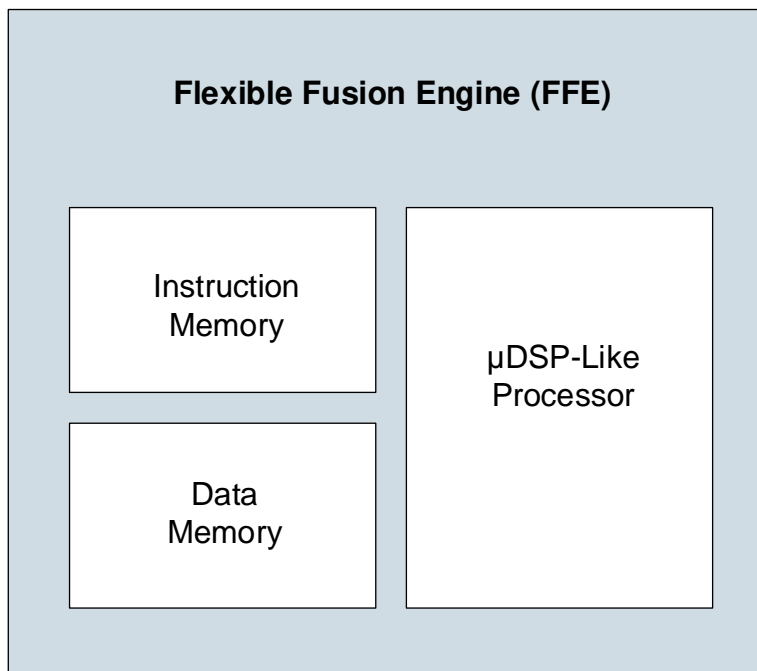 Flexible Fusion Engine (FFE)
Instruction
Memory
µDSP-Like
Processor
Data
Memory